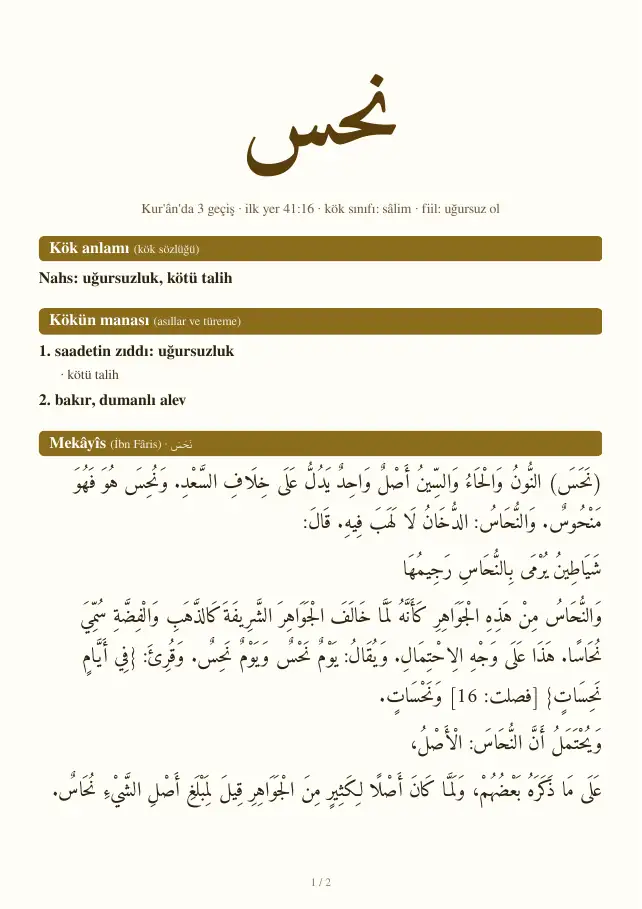 نحس
Kur'ân'da 3 geçiş · ilk yer 41:16 · kök sınıfı: sâlim · fiil: uğursuz ol
Kök anlamı (kök sözlüğü)
Nahs: uğursuzluk, kötü talih
Kökün manası (asıllar ve türeme)
1. saadetin zıddı: uğursuzluk
· kötü talih
2. bakır, dumanlı alev
Mekâyîs (İbn Fâris) · نَحَسَ
(نَحَسَ) النُّونُ وَالْحَاءُ وَالسِّينُ أَصْلٌ وَاحِدٌ يَدُلُّ عَلَى خِلَافِ السَّعْدِ. وَنُحِسَ هُوَ فَهُوَ
مَنْحُوسٌ. وَالنُّحَاسُ: الدُّخَانُ لَا لَهَبَ فِيهِ. قَالَ:
شَيَاطِينُ يُرْمَى بِالنُّحَاسِ رَجِيمُهَا
وَالنُّحَاسُ مِنْ هَذِهِ الْجَوَاهِرِ كَأَنَّهُ لَمَّا خَالَفَ الْجَوَاهِرَ الشَّرِيفَةَ كَالذَّهَبِ وَالْفِضَّةِ سُمِّيَ
نُحَاسًا. هَذَا عَلَى وَجْهِ الِاحْتِمَالِ. وَيُقَالُ: يَوْمٌ نَحْسٌ وَيَوْمٌ نَحِسٌ. وَقُرِئَ: {فِي أَيَّامٍ
نَحِسَاتٍ} [فصلت: 16] وَنَحْسَاتٍ.
وَيُحْتَمَلُ أَنَّ النُّحَاسَ: الْأَصْلُ،
عَلَى مَا ذَكَرَهُ بَعْضُهُمْ، وَلَمَّا كَانَ أَصْلًا لِكَثِيرٍ مِنَ الْجَوَاهِرِ قِيلَ لِمَبْلَغِ أَصْلِ الشَّيْءِ نُحَاسٌ.
1 / 2